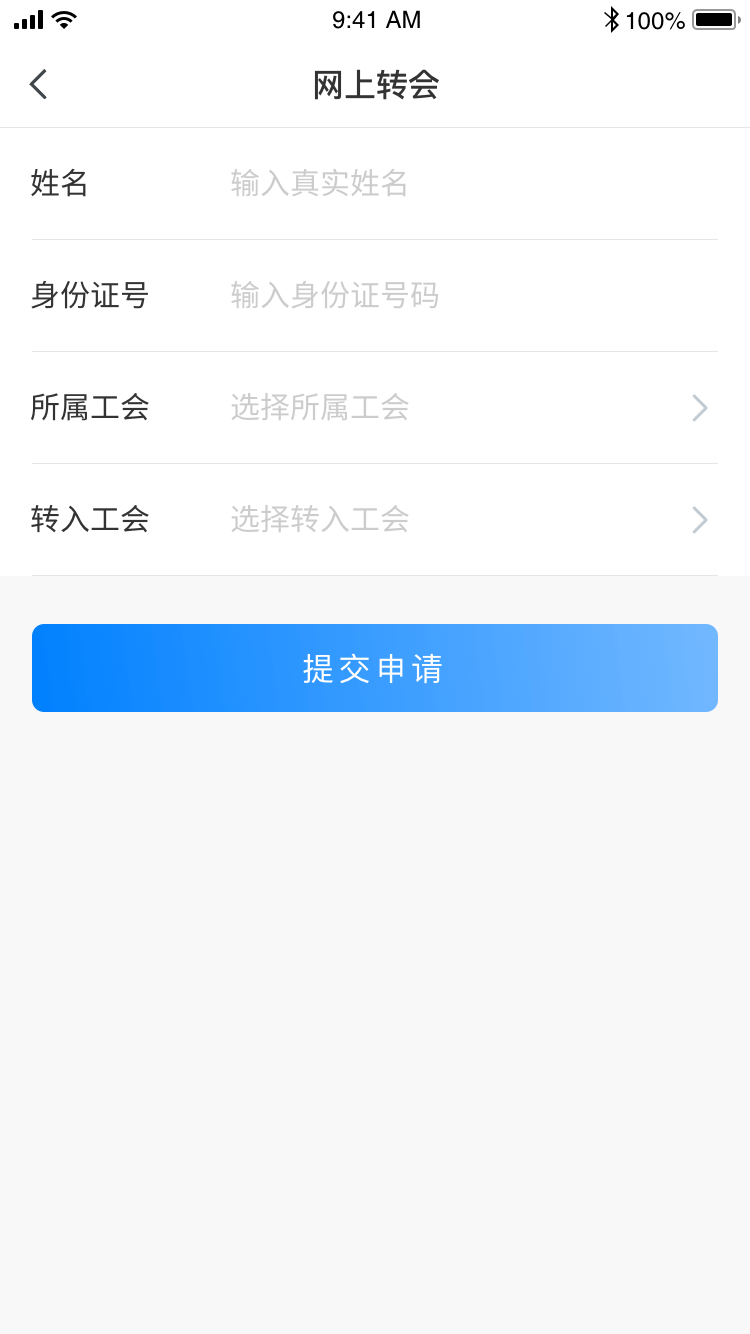 9:41 AM 100%
网上转会
姓名 输入真实姓名
身份证号 输入身份证号码
所属工会 选择所属工会
转入工会 选择转入工会
提交申请